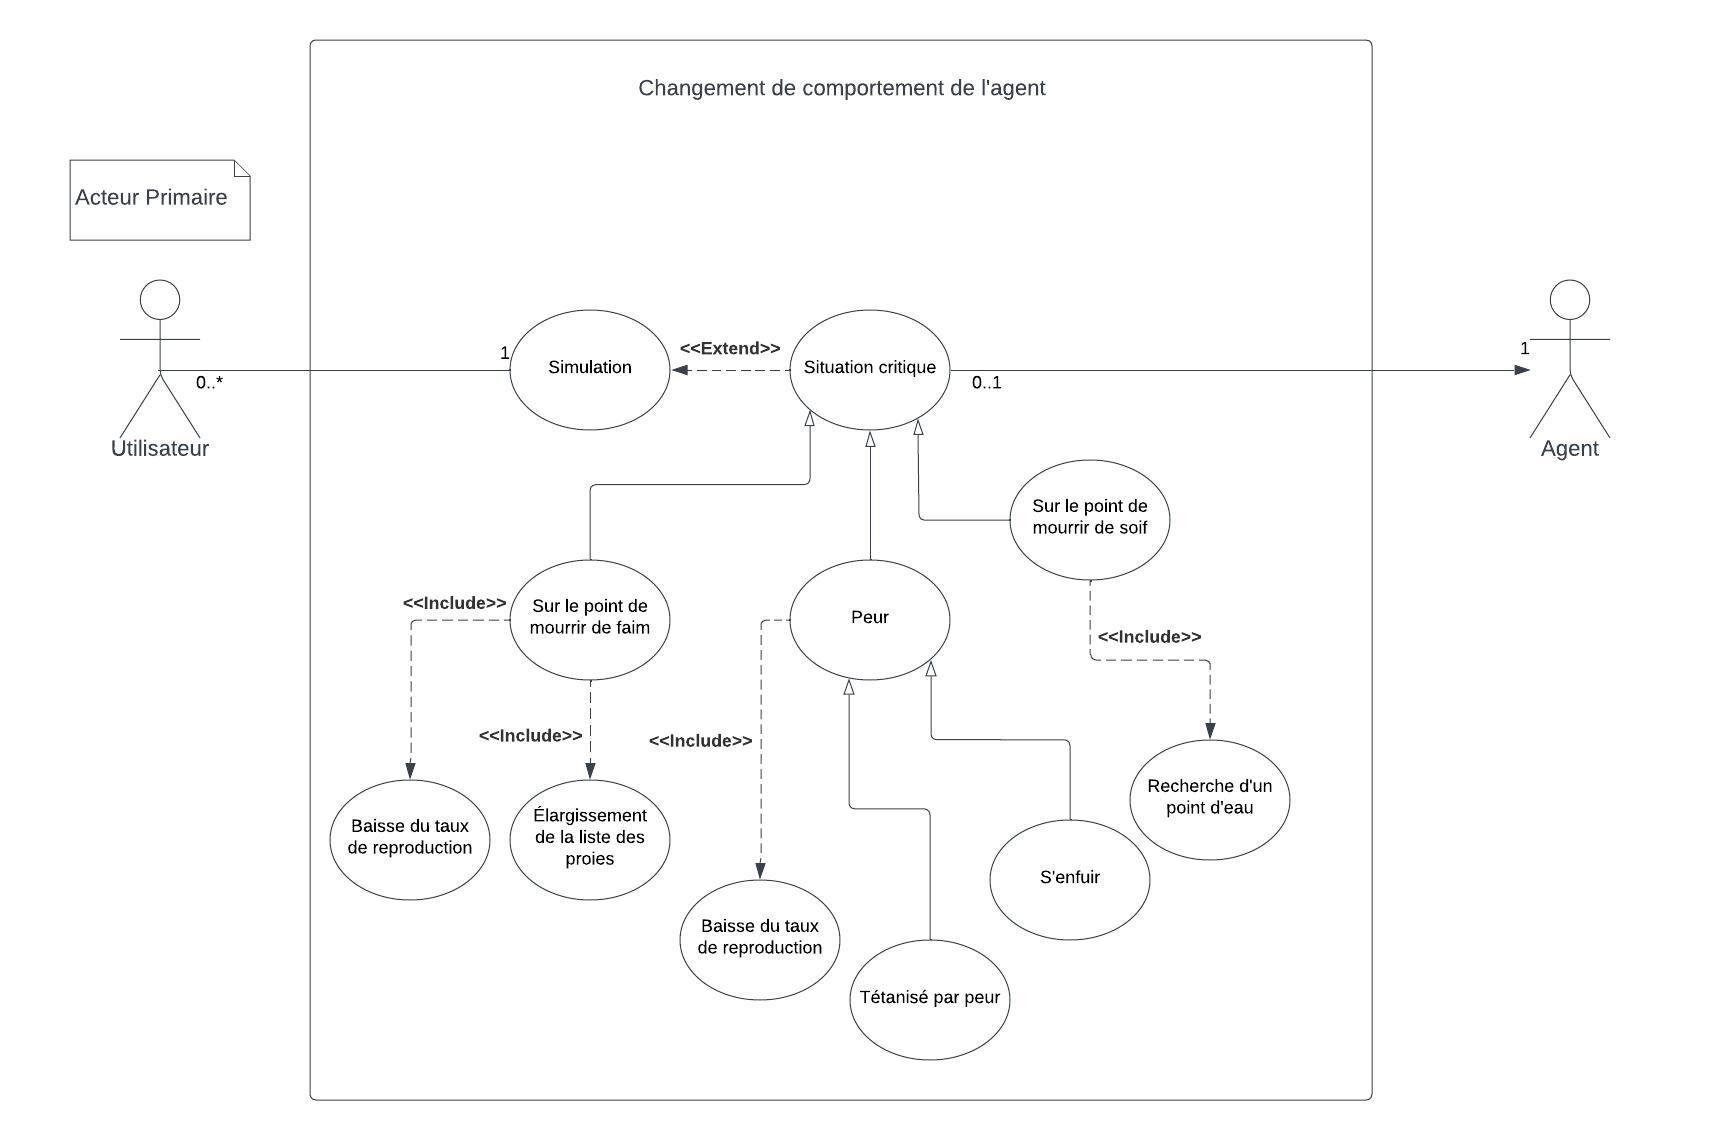 Changement de comportement de l'agent
Acteur Primaire
Utilisateur
0..*
1
Simulation
<<Extend>>
Situation critique
0..1
1
Agent
Sur le point de
mourrir de soif
<<Include>>
Sur le point de
mourrir de faim
Peur
<<Include>>
<<Include>>
<<Include>>
Recherche d'un
point d'eau
Baisse du taux
de reproduction
Élargissement
de la liste des
proies
S'enfuir
Baisse du taux
de reproduction
Tétanisé par peur